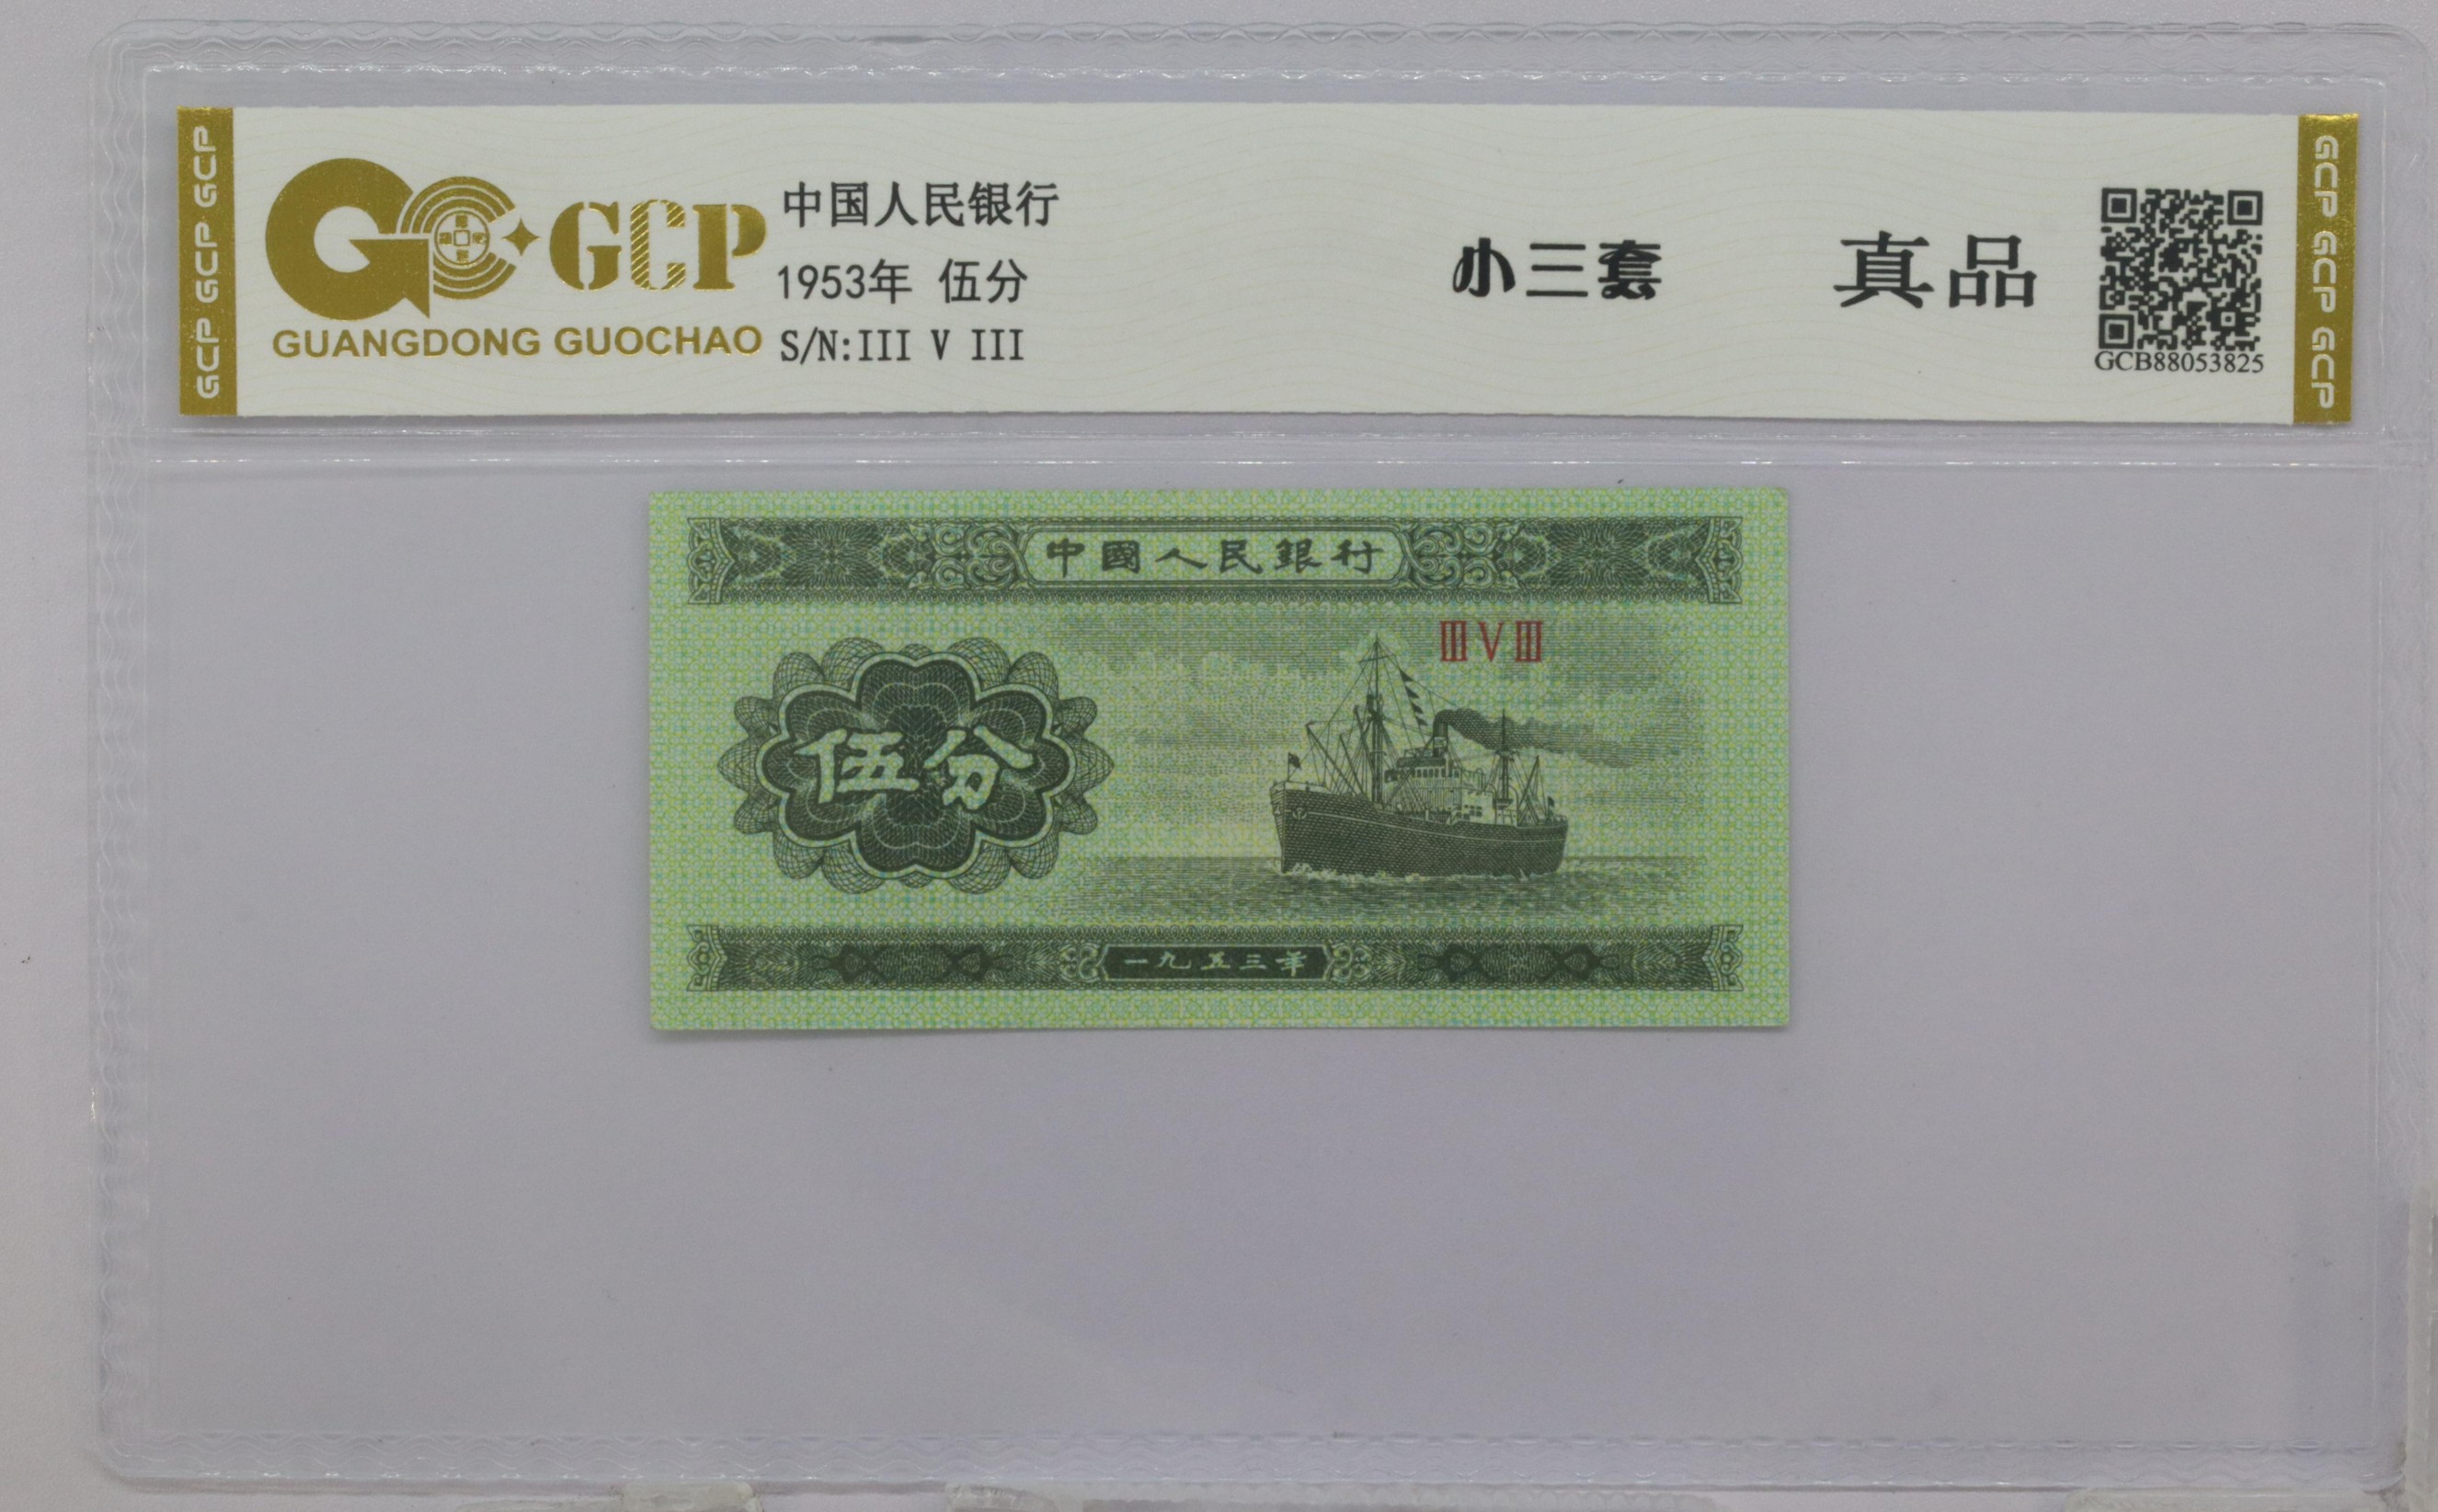 GCP GCP GCP
GCP
GUANGDONG GUOCHAO
中国人民银行
1953年 伍分
S/N:III V III
小三套
真品
GCB88053825
GCP GCP GCP
中國人民銀行
III V III
伍分
一九五三年